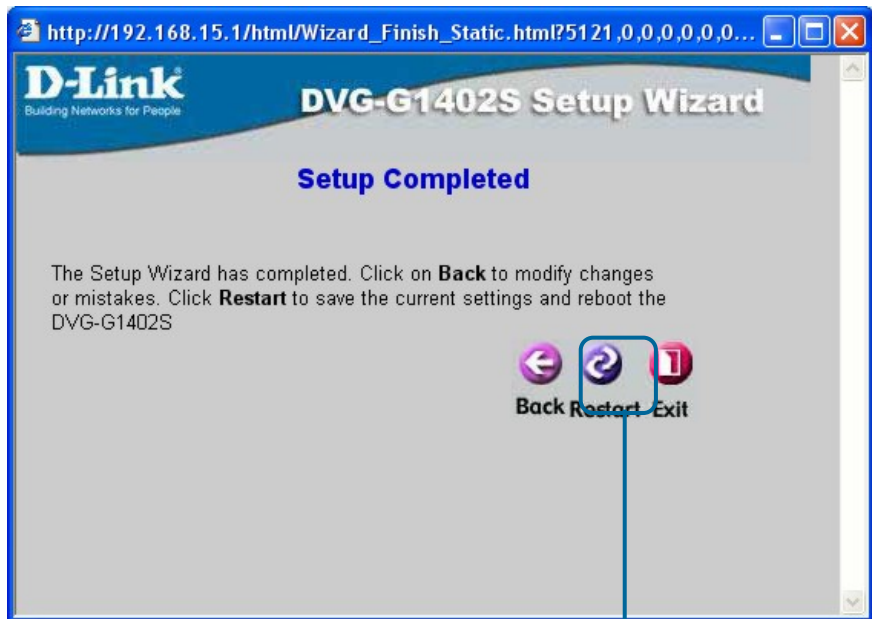 http://192.168.15.1/html/Wizard_Finish_Static.html?5121,0,0,0,0,0,0...
D-Link
Building Networks for People
DVG-G1402S Setup Wizard
Setup Completed
The Setup Wizard has completed. Click on Back to modify changes
or mistakes. Click Restart to save the current settings and reboot the
DVG-G1402S
Back Restart Exit